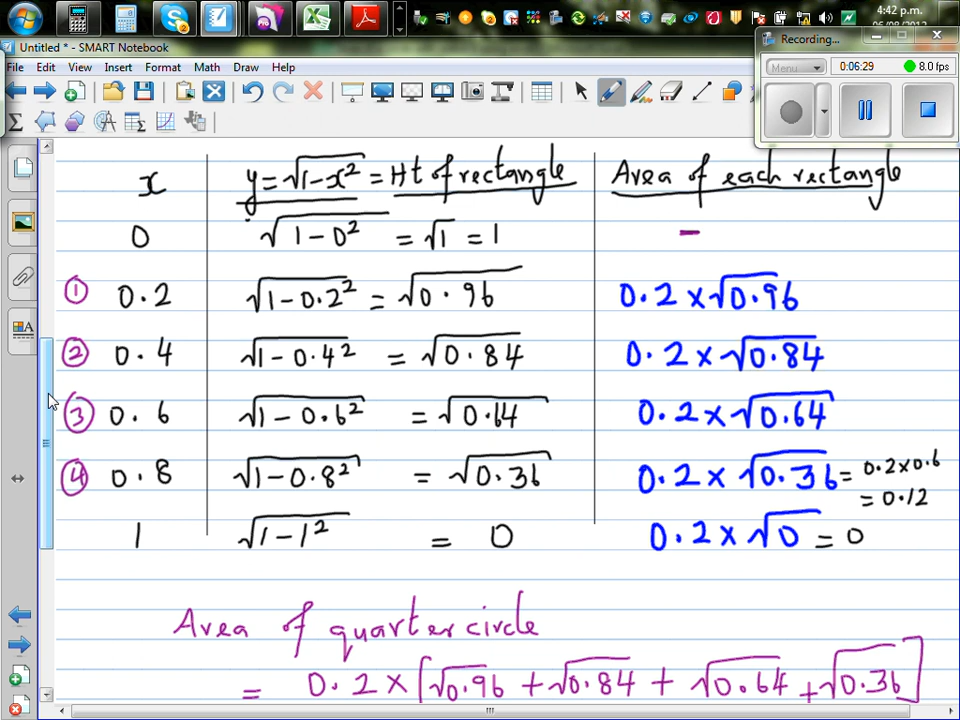 4:42 p.m.
06/08/2012
Untitled * - SMART Notebook
Recording...
File Edit View Insert Format Math Draw Help
Menu 0:06:29 8.0 fps
x y = √1-x² = Ht of rectangle Area of each rectangle
0 √1-0² = √1 = 1 -
① 0.2 √1-0.2² = √0.96 0.2 x √0.96
② 0.4 √1-0.4² = √0.84 0.2 x √0.84
③ 0.6 √1-0.6² = √0.64 0.2 x √0.64
④ 0.8 √1-0.8² = √0.36 0.2 x √0.36 = 0.2x0.6
= 0.12
1 √1-1² = 0 0.2 x √0 = 0
Area of quarter circle
= 0.2 x [√0.96 + √0.84 + √0.64 + √0.36]